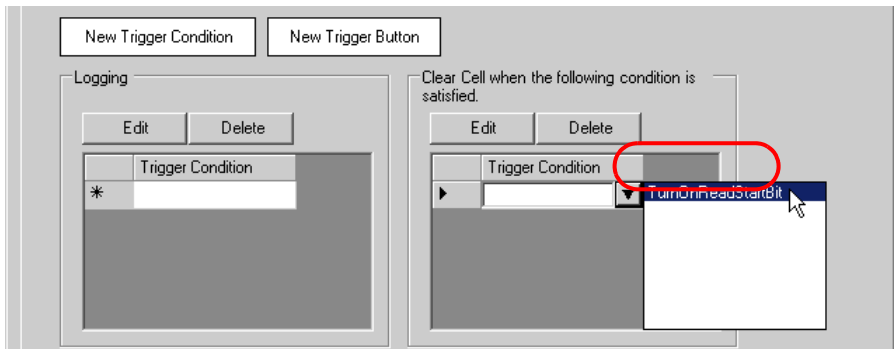 New Trigger Condition
New Trigger Button
Logging
Edit
Delete
Trigger Condition
Clear Cell when the following condition is
satisfied.
Edit
Delete
Trigger Condition
TurnOnReadStartBit